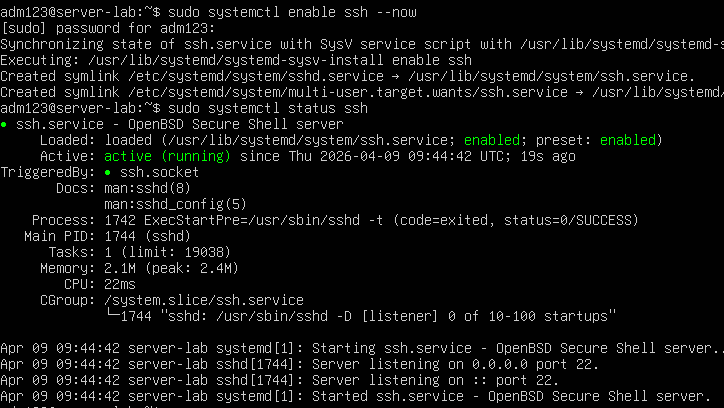 adm123@server-lab:~$ sudo systemctl enable ssh --now
[sudo] password for adm123:
Synchronizing state of ssh.service with SysV service script with /usr/lib/systemd/systemd-s
Executing: /usr/lib/systemd/systemd-sysv-install enable ssh
Created symlink /etc/systemd/system/sshd.service → /usr/lib/systemd/system/ssh.service.
Created symlink /etc/systemd/system/multi-user.target.wants/ssh.service → /usr/lib/systemd/
adm123@server-lab:~$ sudo systemctl status ssh
● ssh.service - OpenBSD Secure Shell server
Loaded: loaded (/usr/lib/systemd/system/ssh.service; enabled; preset: enabled)
Active: active (running) since Thu 2026-04-09 09:44:42 UTC; 19s ago
TriggeredBy: ● ssh.socket
Docs: man:sshd(8)
man:sshd_config(5)
Process: 1742 ExecStartPre=/usr/sbin/sshd -t (code=exited, status=0/SUCCESS)
Main PID: 1744 (sshd)
Tasks: 1 (limit: 19038)
Memory: 2.1M (peak: 2.4M)
CPU: 22ms
CGroup: /system.slice/ssh.service
└─1744 "sshd: /usr/sbin/sshd -D [listener] 0 of 10-100 startups"
Apr 09 09:44:42 server-lab systemd[1]: Starting ssh.service - OpenBSD Secure Shell server..
Apr 09 09:44:42 server-lab sshd[1744]: Server listening on 0.0.0.0 port 22.
Apr 09 09:44:42 server-lab sshd[1744]: Server listening on :: port 22.
Apr 09 09:44:42 server-lab systemd[1]: Started ssh.service - OpenBSD Secure Shell server.